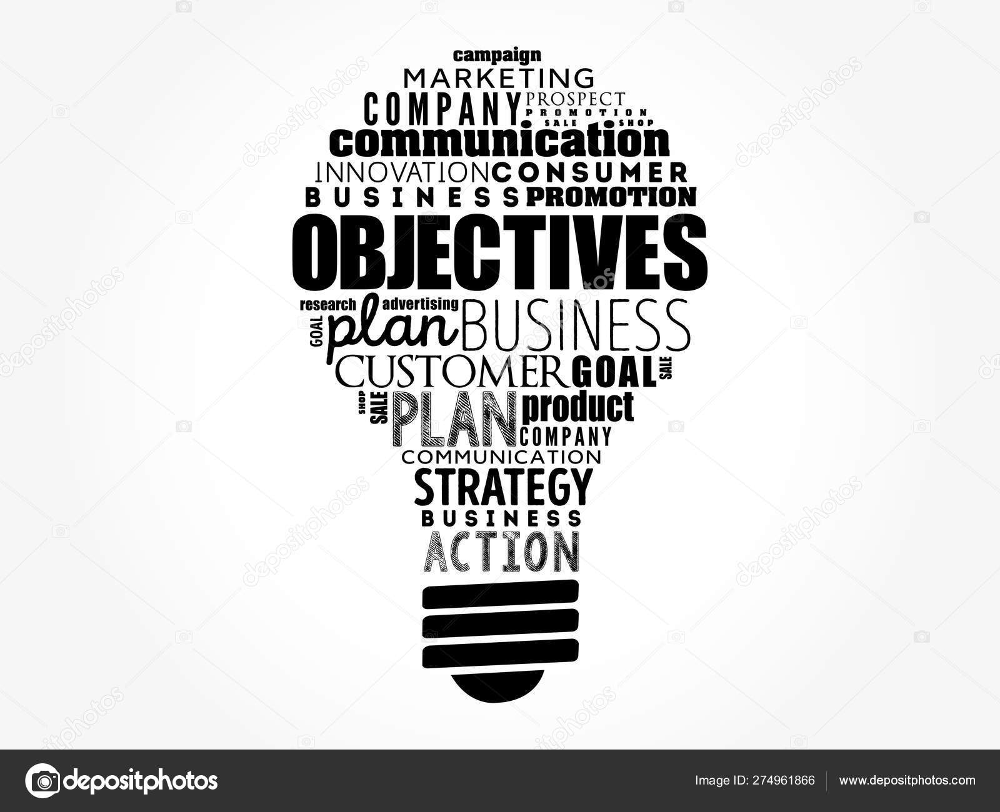 campaign
MARKETING
COMPANY PROSPECT
PROMOTION
SALE SHOP
communication
INNOVATION CONSUMER
BUSINESS PROMOTION
OBJECTIVES
research plan advertising BUSINESS
GOAL
CUSTOMER GOAL SALE
SHOP SALE PLAN product
COMPANY
COMMUNICATION
STRATEGY
BUSINESS
ACTION
depositphotos
Image ID: 274961866 www.depositphotos.com